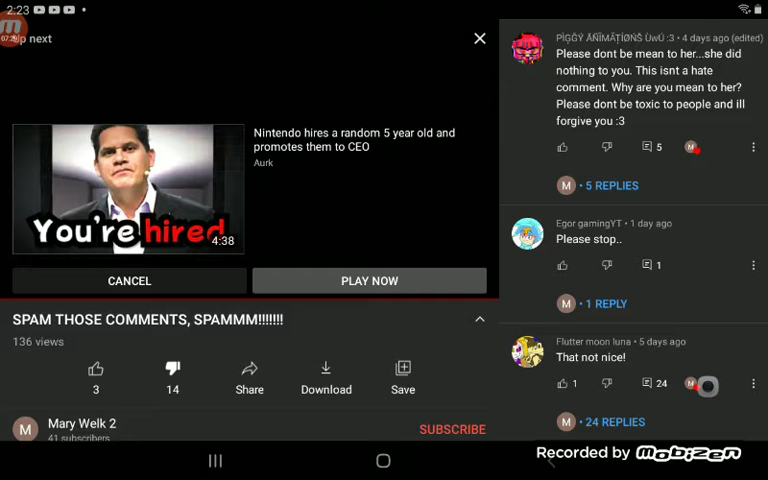 2:23
07:29
Up next
Nintendo hires a random 5 year old and
promotes them to CEO
Aurk
You're hired
4:38
CANCEL
PLAY NOW
SPAM THOSE COMMENTS, SPAMMM!!!!!!!
136 views
3
14
Share
Download
Save
M
Mary Welk 2
41 subscribers
SUBSCRIBE
PÌĢĞÝ ÄÑÏMÂŢÍØŃŜ ÙwÚ :3 • 4 days ago (edited)
Please dont be mean to her...she did
nothing to you. This isnt a hate
comment. Why are you mean to her?
Please dont be toxic to people and ill
forgive you :3
5
M
M • 5 REPLIES
Egor gamingYT • 1 day ago
Please stop..
1
M • 1 REPLY
Flutter moon luna • 5 days ago
That not nice!
1
24
M
M • 24 REPLIES
Recorded by Mobizen